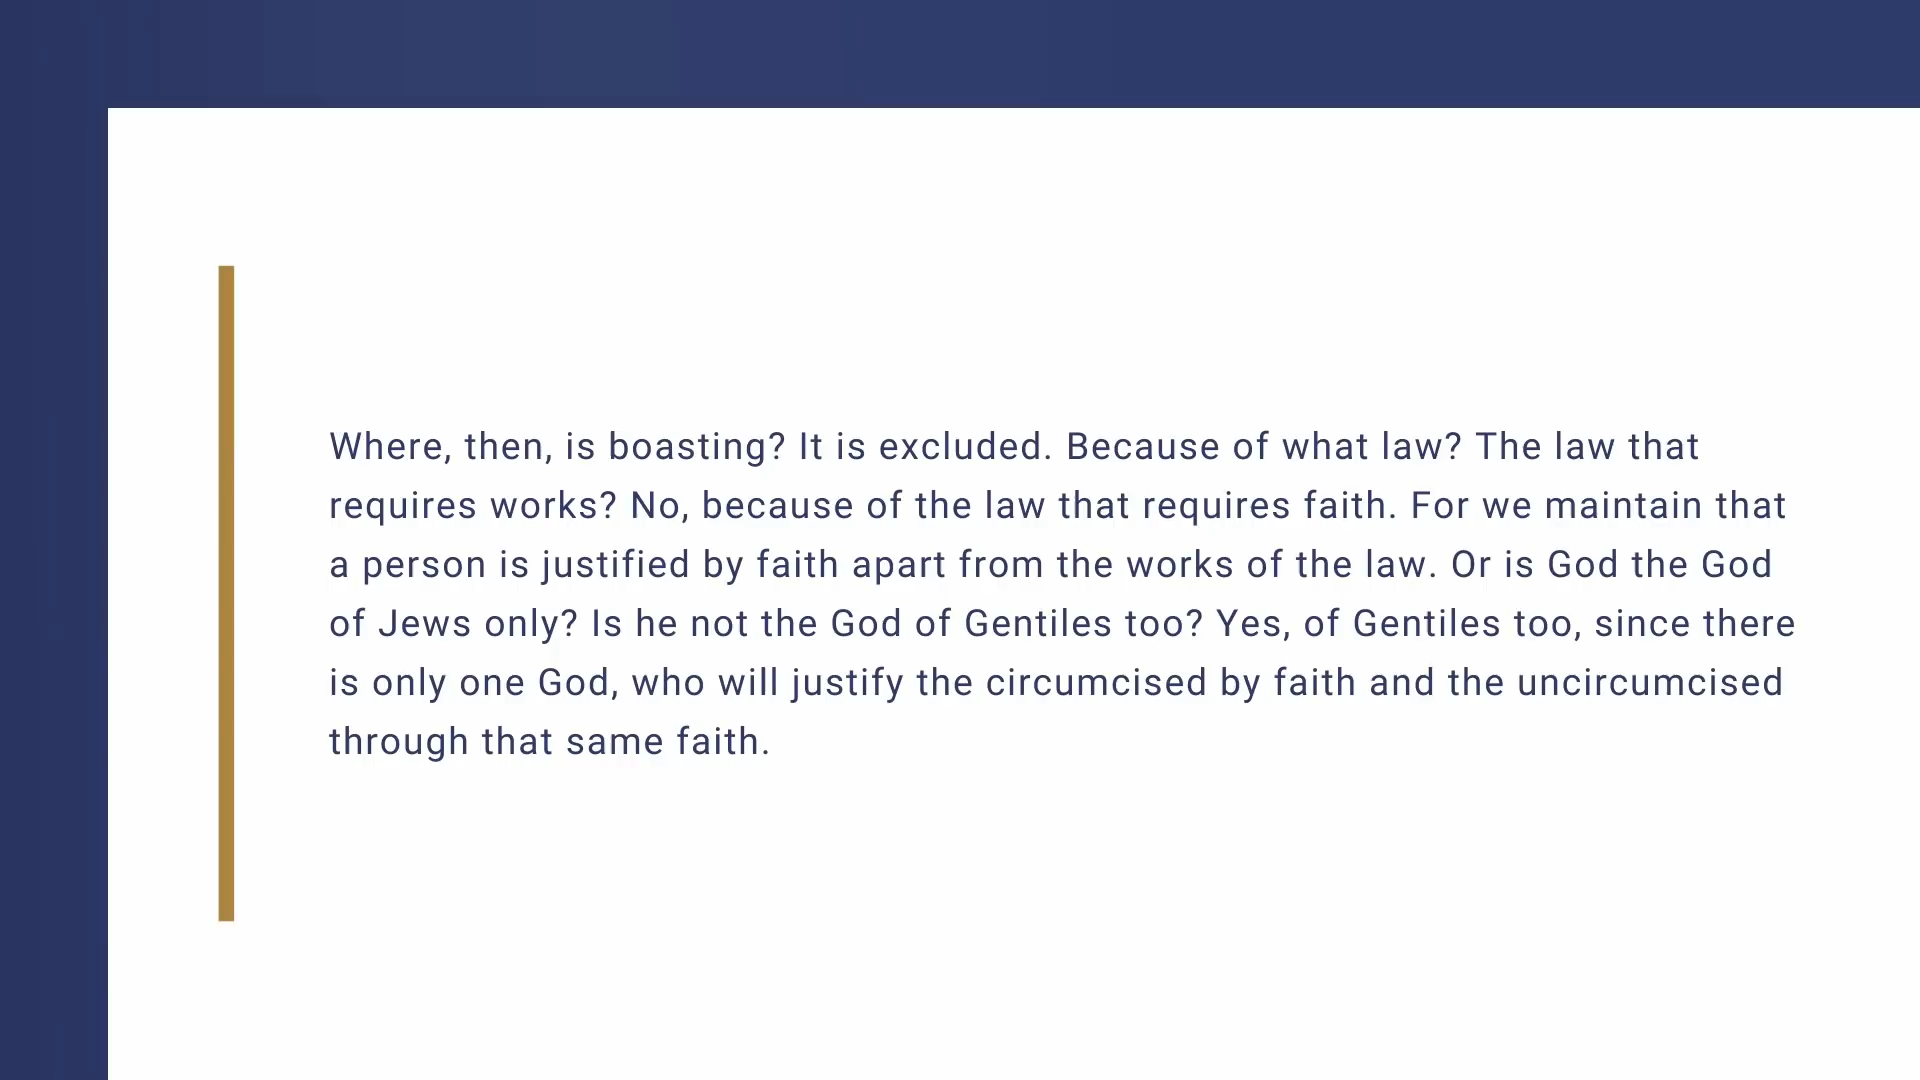 Where, then, is boasting? It is excluded. Because of what law? The law that
requires works? No, because of the law that requires faith. For we maintain that
a person is justified by faith apart from the works of the law. Or is God the God
of Jews only? Is he not the God of Gentiles too? Yes, of Gentiles too, since there
is only one God, who will justify the circumcised by faith and the uncircumcised
through that same faith.